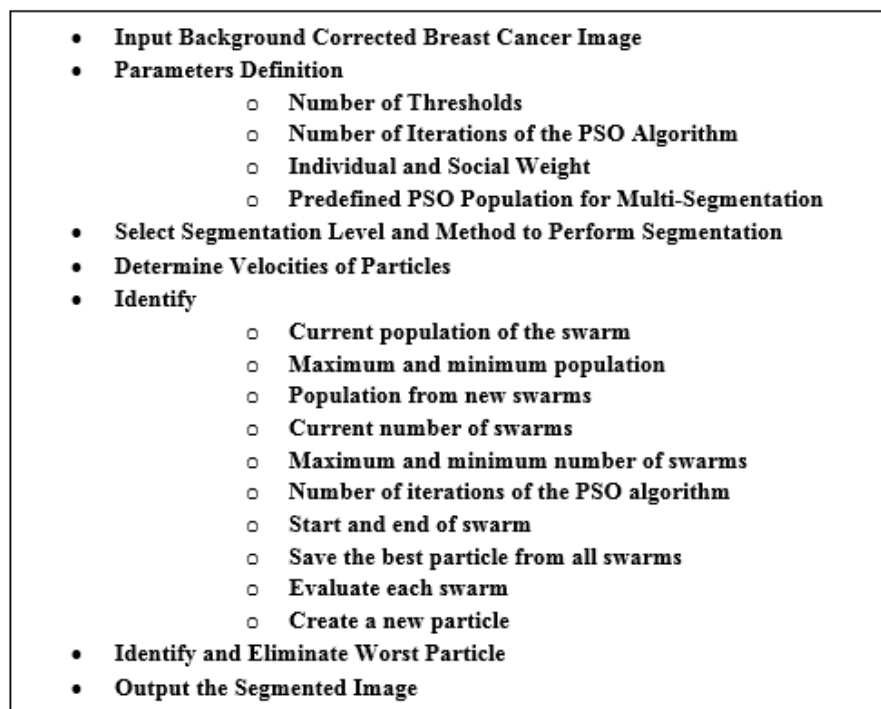 • Input Background Corrected Breast Cancer Image
• Parameters Definition
o Number of Thresholds
o Number of Iterations of the PSO Algorithm
o Individual and Social Weight
o Predefined PSO Population for Multi-Segmentation
• Select Segmentation Level and Method to Perform Segmentation
• Determine Velocities of Particles
• Identify
o Current population of the swarm
o Maximum and minimum population
o Population from new swarms
o Current number of swarms
o Maximum and minimum number of swarms
o Number of iterations of the PSO algorithm
o Start and end of swarm
o Save the best particle from all swarms
o Evaluate each swarm
o Create a new particle
• Identify and Eliminate Worst Particle
• Output the Segmented Image